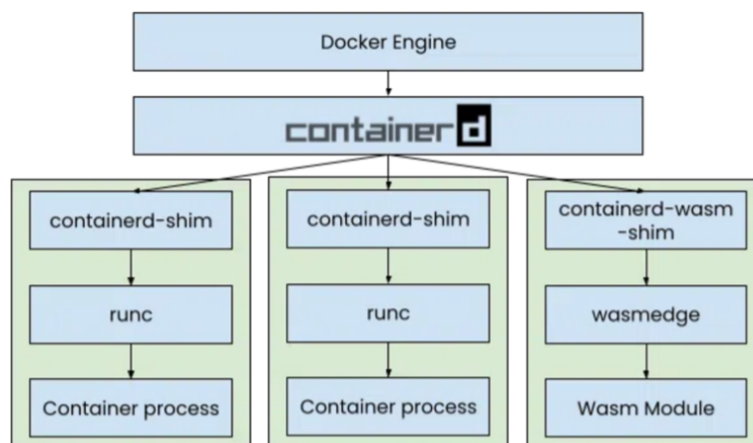 Docker Engine
containerd
containerd-shim
containerd-shim
containerd-wasm
-shim
runc
runc
wasmedge
Container process
Container process
Wasm Module